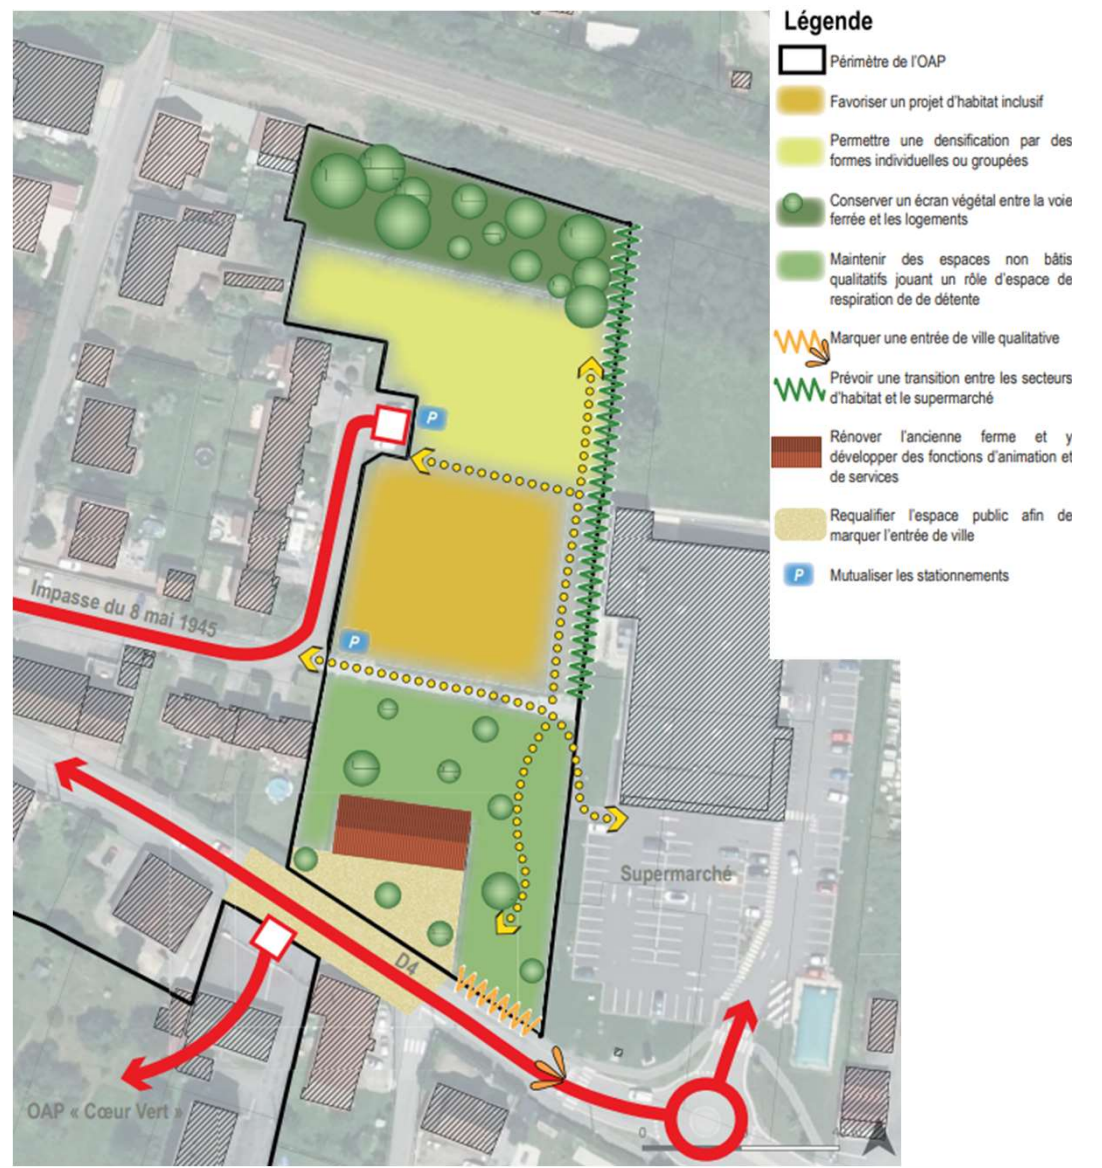 Légende
Périmètre de l'OAP
Favoriser un projet d'habitat inclusif
Permettre une densification par des
formes individuelles ou groupées
Conserver un écran végétal entre la voie
ferrée et les logements
Maintenir des espaces non bâtis
qualitatifs jouant un rôle d'espace de
respiration de de détente
Marquer une entrée de ville qualitative
Prévoir une transition entre les secteurs
d'habitat et le supermarché
Rénover l'ancienne ferme et y
développer des fonctions d'animation et
de services
Requalifier l'espace public afin de
marquer l'entrée de ville
P Mutualiser les stationnements
P
Impasse du 8 mai 1945
P
Supermarché
D4
OAP « Cœur Vert »
0